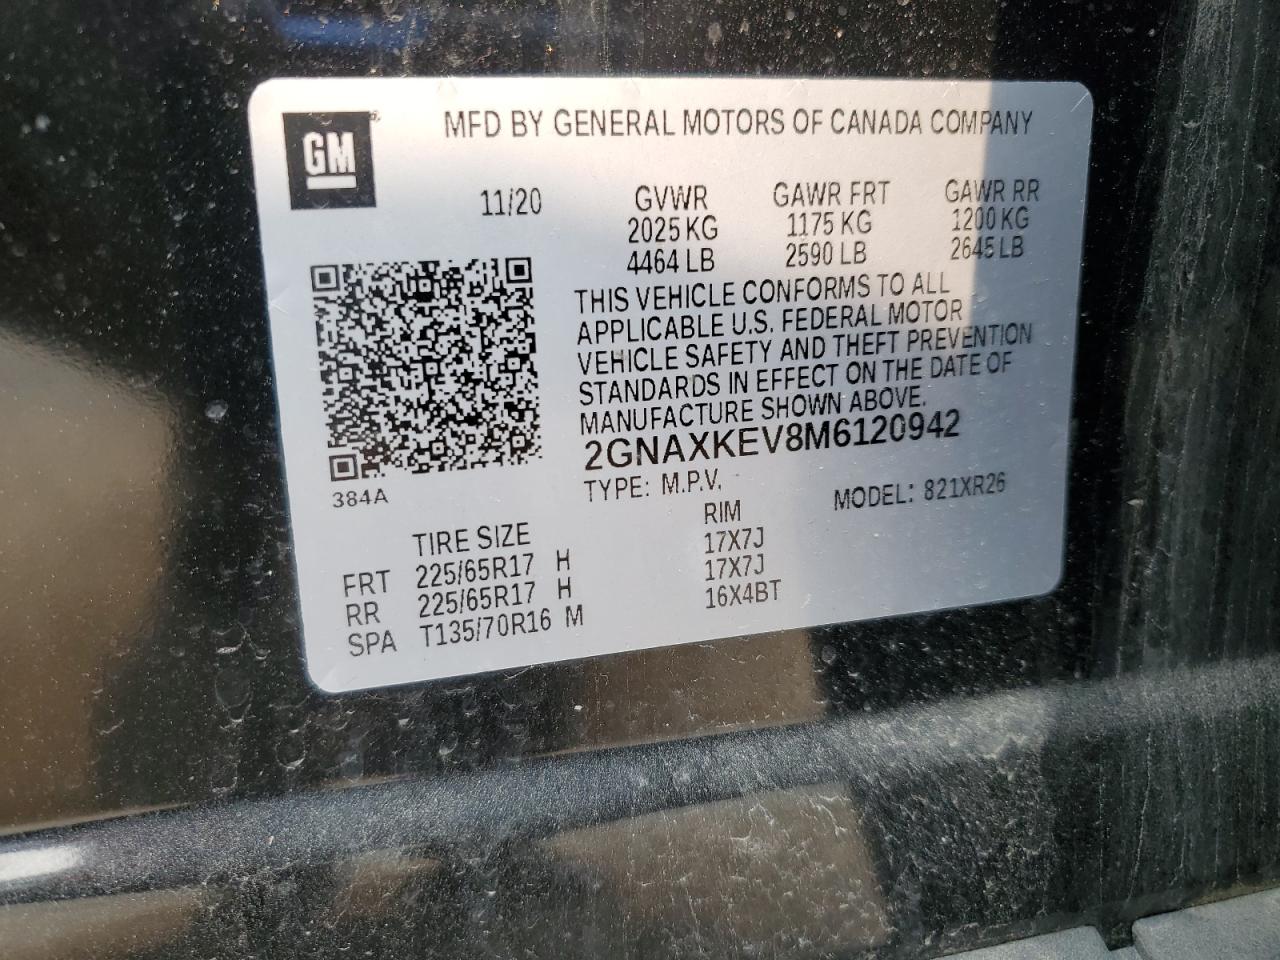 GM
MFD BY GENERAL MOTORS OF CANADA COMPANY
11/20
GVWR GAWR FRT GAWR RR
2025 KG 1175 KG 1200 KG
4464 LB 2590 LB 2645 LB
THIS VEHICLE CONFORMS TO ALL
APPLICABLE U.S. FEDERAL MOTOR
VEHICLE SAFETY AND THEFT PREVENTION
STANDARDS IN EFFECT ON THE DATE OF
MANUFACTURE SHOWN ABOVE.
2GNAXKEV8M6120942
TYPE: M.P.V. MODEL: 821XR26
384A
TIRE SIZE RIM
FRT 225/65R17 H 17X7J
RR 225/65R17 H 17X7J
SPA T135/70R16 M 16X4BT